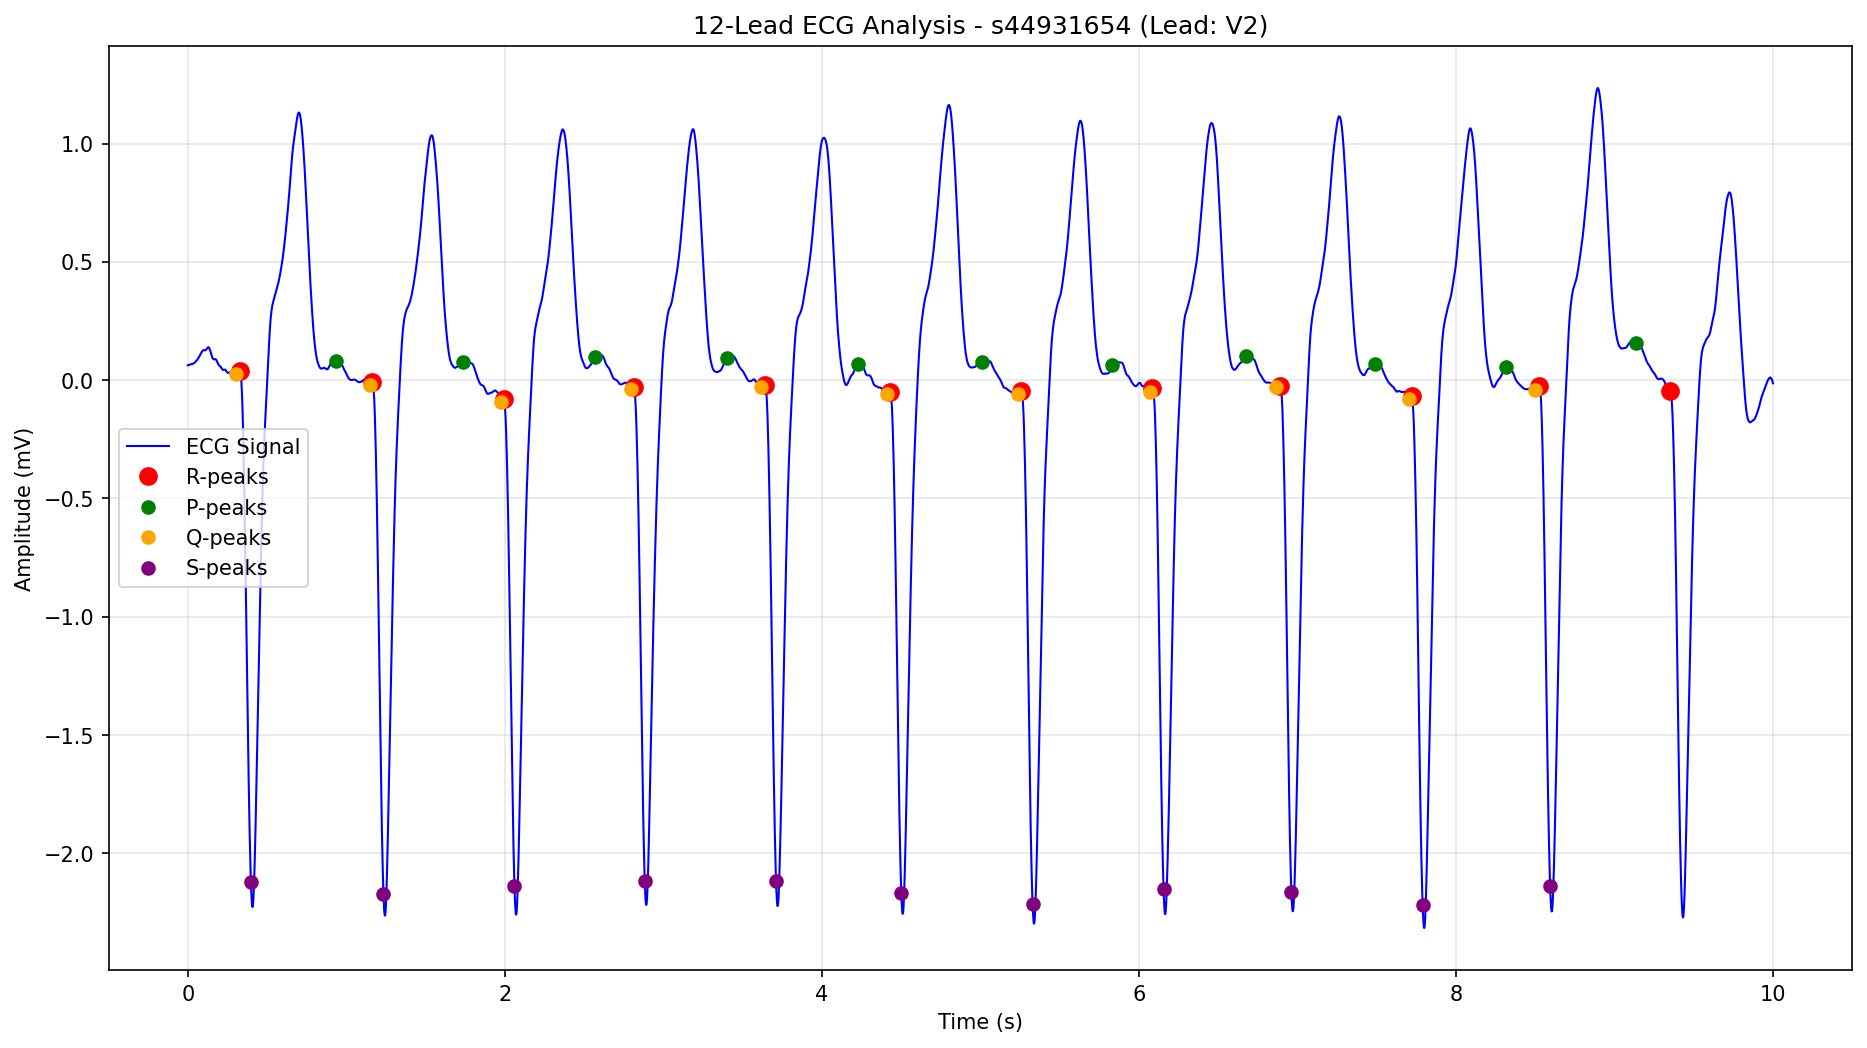 12-Lead ECG Analysis - s44931654 (Lead: V2)
Amplitude (mV)
1.0
0.5
0.0
−0.5
−1.0
−1.5
−2.0
ECG Signal
R-peaks
P-peaks
Q-peaks
S-peaks
0 2 4 6 8 10
Time (s)